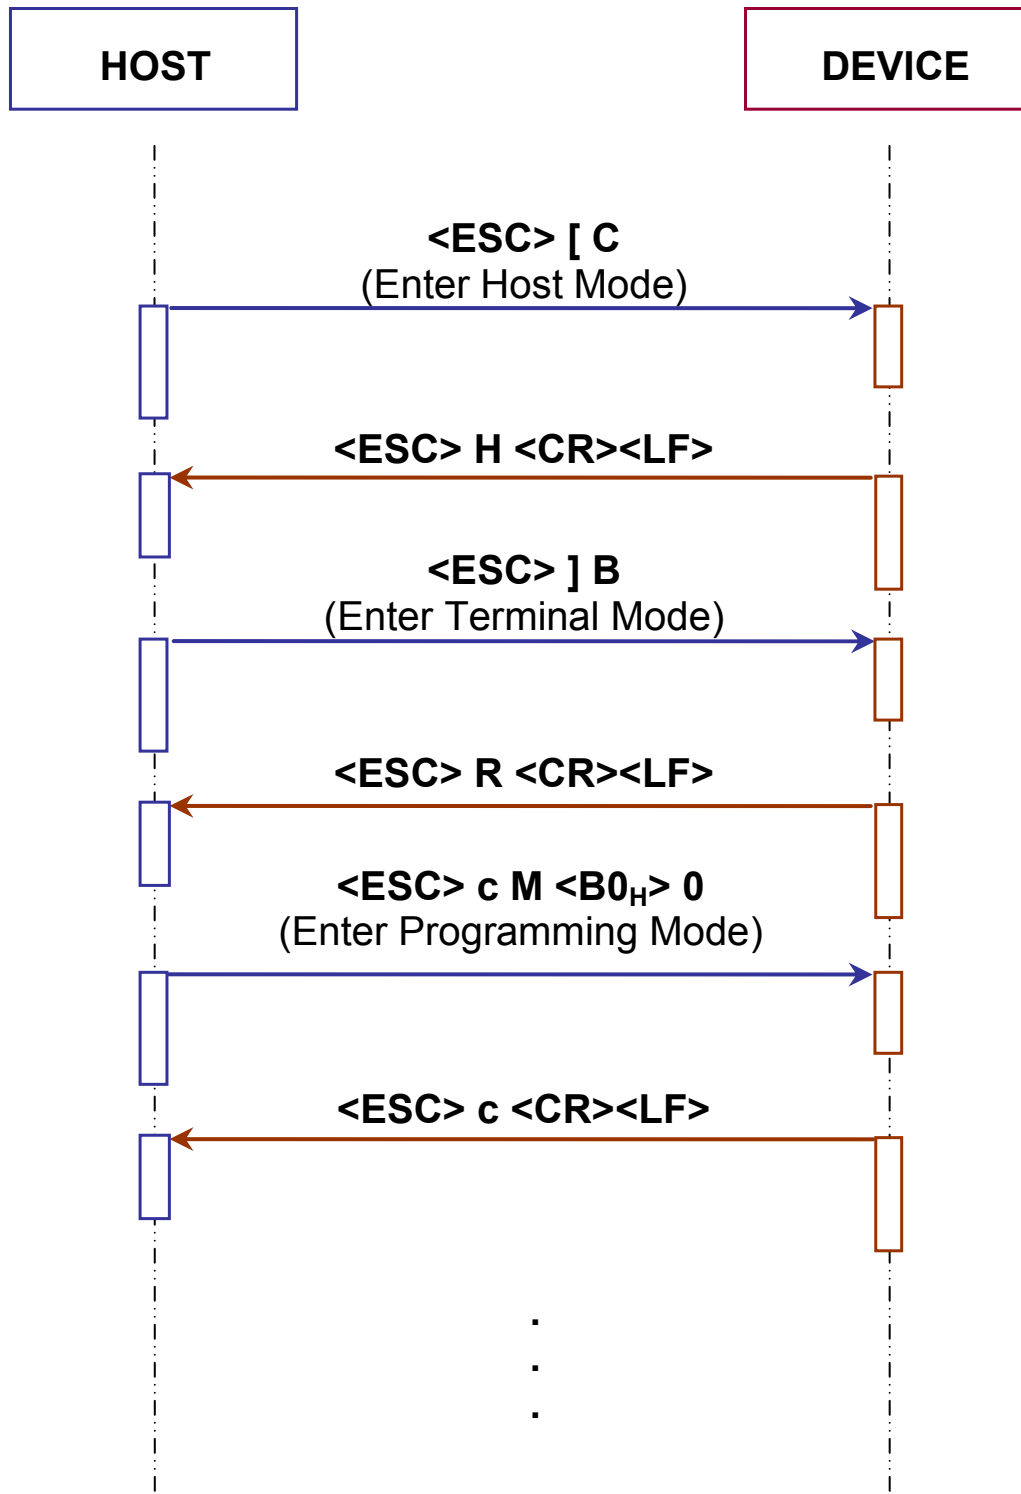 HOST
DEVICE
<ESC> [ C
(Enter Host Mode)
<ESC> H <CR><LF>
<ESC> ] B
(Enter Terminal Mode)
<ESC> R <CR><LF>
<ESC> c M <B0H> 0
(Enter Programming Mode)
<ESC> c <CR><LF>
.
.
.